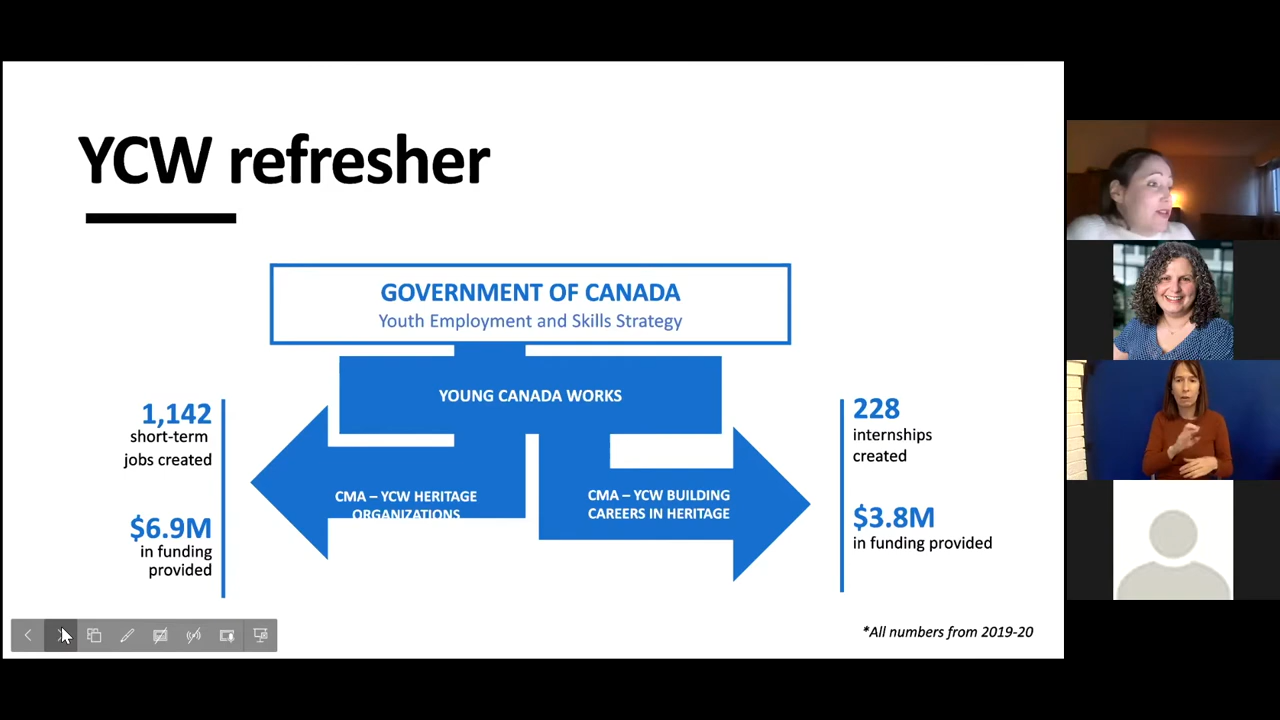 YCW refresher
GOVERNMENT OF CANADA
Youth Employment and Skills Strategy
YOUNG CANADA WORKS
1,142
short-term
jobs created
$6.9M
in funding
provided
CMA – YCW HERITAGE
ORGANIZATIONS
CMA – YCW BUILDING
CAREERS IN HERITAGE
228
internships
created
$3.8M
in funding provided
*All numbers from 2019-20